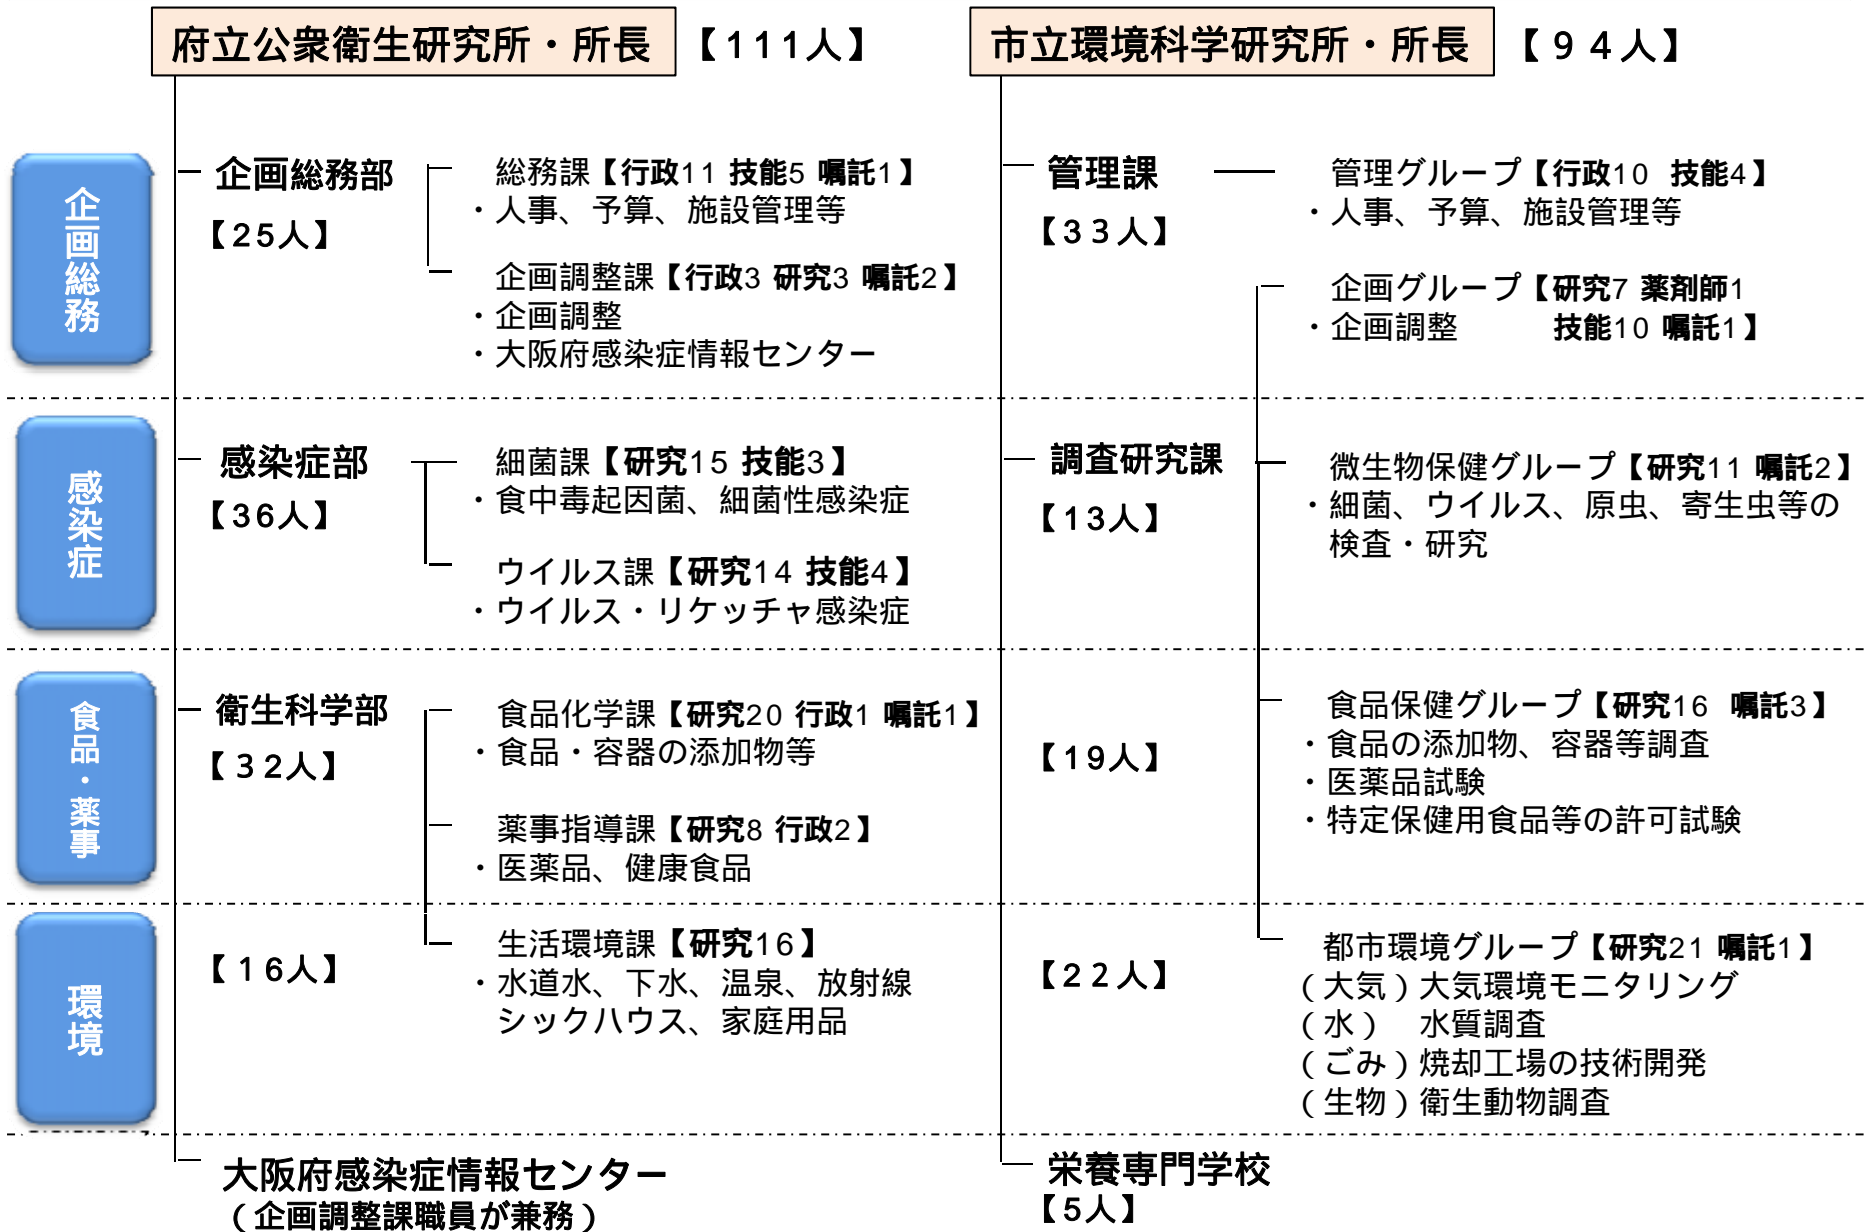 府立公衆衛生研究所・所長 【111人】
市立環境科学研究所・所長 【94人】
企画総務
企画総務部
【25人】
総務課【行政11 技能5 嘱託1】
・人事、予算、施設管理等
企画調整課【行政3 研究3 嘱託2】
・企画調整
・大阪府感染症情報センター
管理課
【33人】
管理グループ【行政10 技能4】
・人事、予算、施設管理等
企画グループ【研究7 薬剤師1
・企画調整 技能10 嘱託1】
感染症
感染症部
【36人】
細菌課【研究15 技能3】
・食中毒起因菌、細菌性感染症
ウイルス課【研究14 技能4】
・ウイルス・リケッチャ感染症
調査研究課
【13人】
微生物保健グループ【研究11 嘱託2】
・細菌、ウイルス、原虫、寄生虫等の
検査・研究
食品・薬事
衛生科学部
【32人】
食品化学課【研究20 行政1 嘱託1】
・食品・容器の添加物等
薬事指導課【研究8 行政2】
・医薬品、健康食品
【19人】
食品保健グループ【研究16 嘱託3】
・食品の添加物、容器等調査
・医薬品試験
・特定保健用食品等の許可試験
環境
【16人】
生活環境課【研究16】
・水道水、下水、温泉、放射線
シックハウス、家庭用品
【22人】
都市環境グループ【研究21 嘱託1】
（大気）大気環境モニタリング
（水） 水質調査
（ごみ）焼却工場の技術開発
（生物）衛生動物調査
大阪府感染症情報センター
（企画調整課職員が兼務）
栄養専門学校
【5人】